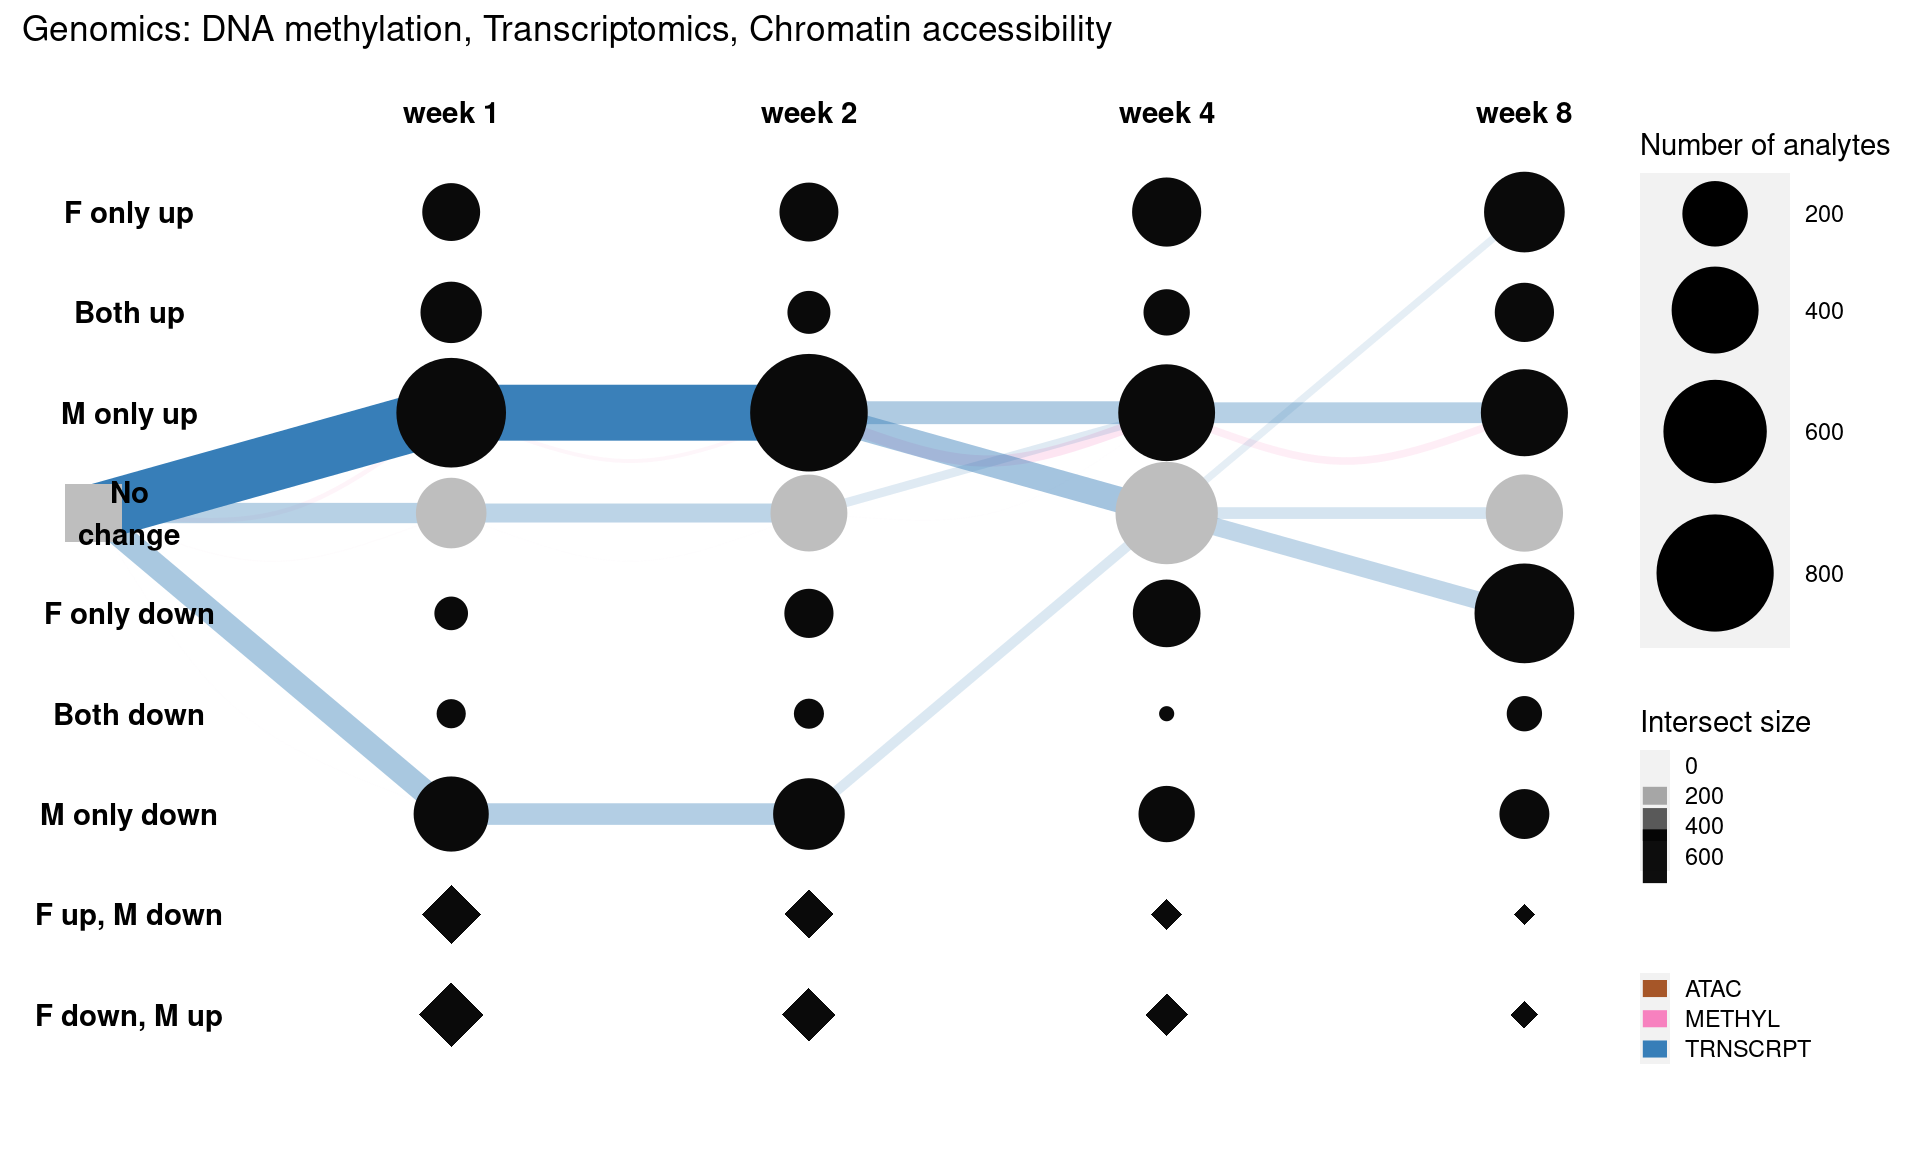 Genomics: DNA methylation, Transcriptomics, Chromatin accessibility
week 1
week 2
week 4
week 8
F only up
Both up
M only up
No
change
F only down
Both down
M only down
F up, M down
F down, M up
Number of analytes
200
400
600
800
Intersect size
0
200
400
600
ATAC
METHYL
TRNSCRPT